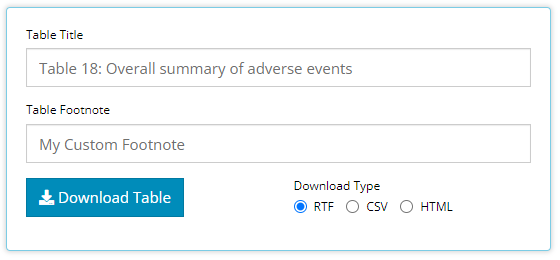 Table Title
Table 18: Overall summary of adverse events
Table Footnote
My Custom Footnote
Download Table
Download Type
RTF CSV HTML